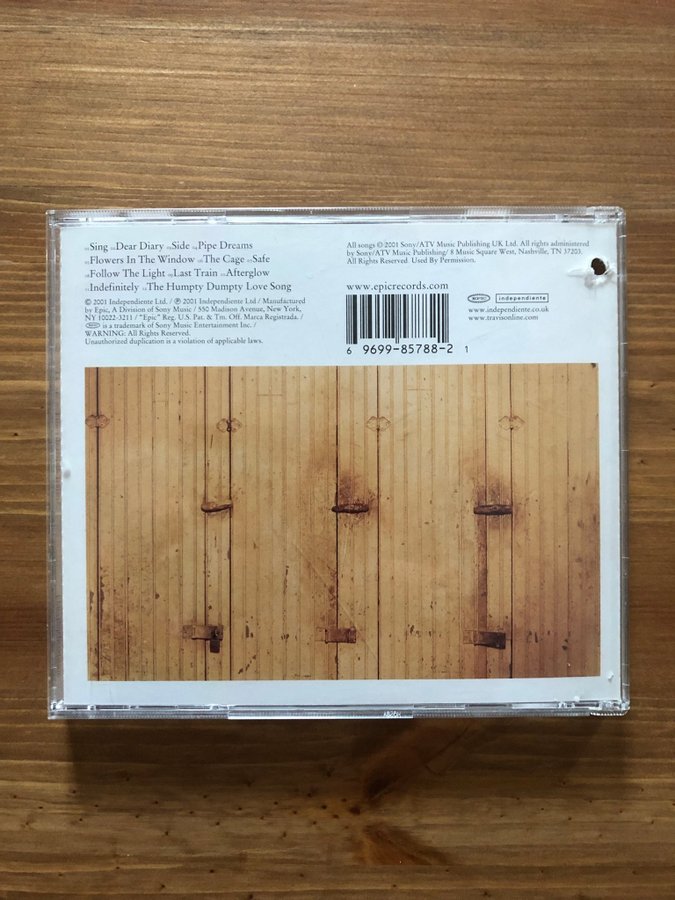 Sing Dear Diary Side Pipe Dreams
Flowers In The Window The Cage Safe
Follow The Light Last Train Afterglow
Indefinitely The Humpty Dumpty Love Song
© 2001 Independiente Ltd. / ℗ 2001 Independiente Ltd / Manufactured
by Epic, A Division of Sony Music / 550 Madison Avenue, New York,
NY 10022-3211 / "Epic" Reg. U.S. Pat. & Tm. Off. Marca Registrada. /
is a trademark of Sony Music Entertainment Inc. /
WARNING: All Rights Reserved.
Unauthorized duplication is a violation of applicable laws.
All songs © 2001 Sony/ATV Music Publishing UK Ltd. All rights administered
by Sony/ATV Music Publishing/ 8 Music Square West, Nashville, TN 37203.
All Rights Reserved. Used By Permission.
www.epicrecords.com
6 9699-85788-2 1
epic independiente
www.independiente.co.uk
www.travisonline.com